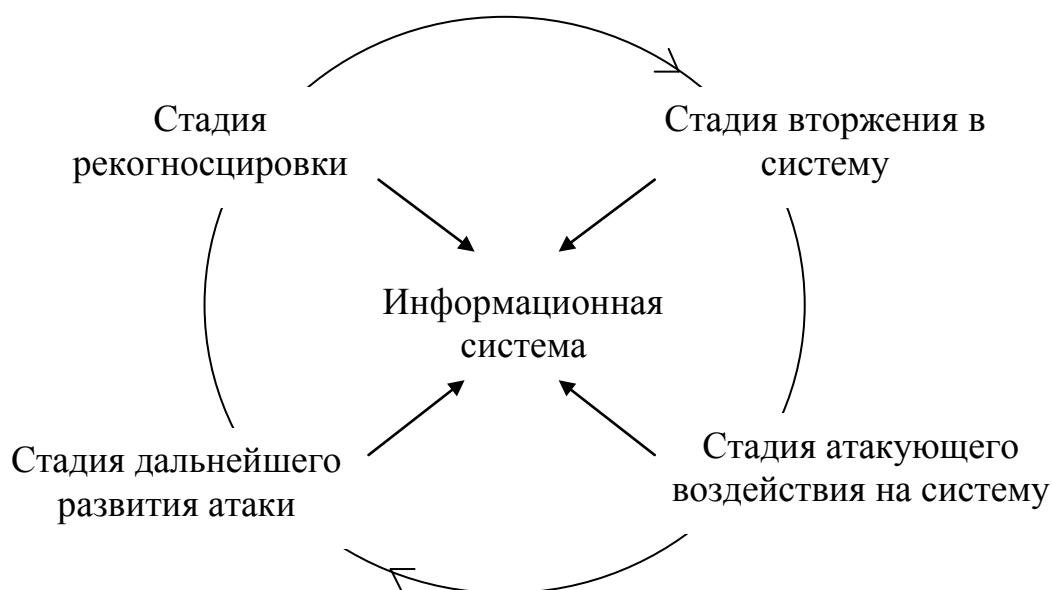 Стадия
рекогносцировки
Стадия вторжения в
систему
Информационная
система
Стадия дальнейшего
развития атаки
Стадия атакующего
воздействия на систему